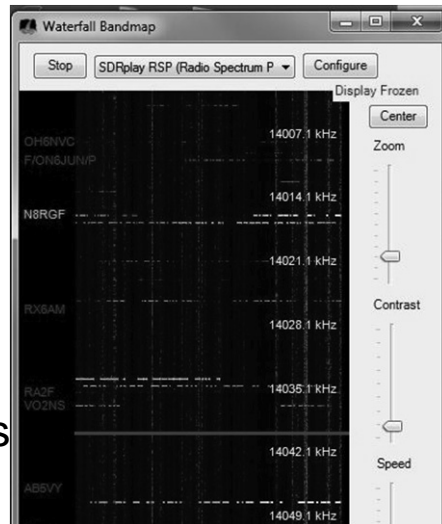 Waterfall Bandmap
Stop SDRplay RSP (Radio Spectrum P Configure
Display Frozen
Center
Zoom
14007.1 kHz
OH6NVC
F/ON6JUN/P
14014.1 kHz
N8RGF
14021.1 kHz
RX6AM
14028.1 kHz
Contrast
14035.1 kHz
RA2F
VO2NS
s
14042.1 kHz
Speed
AB5VY
14049.1 kHz